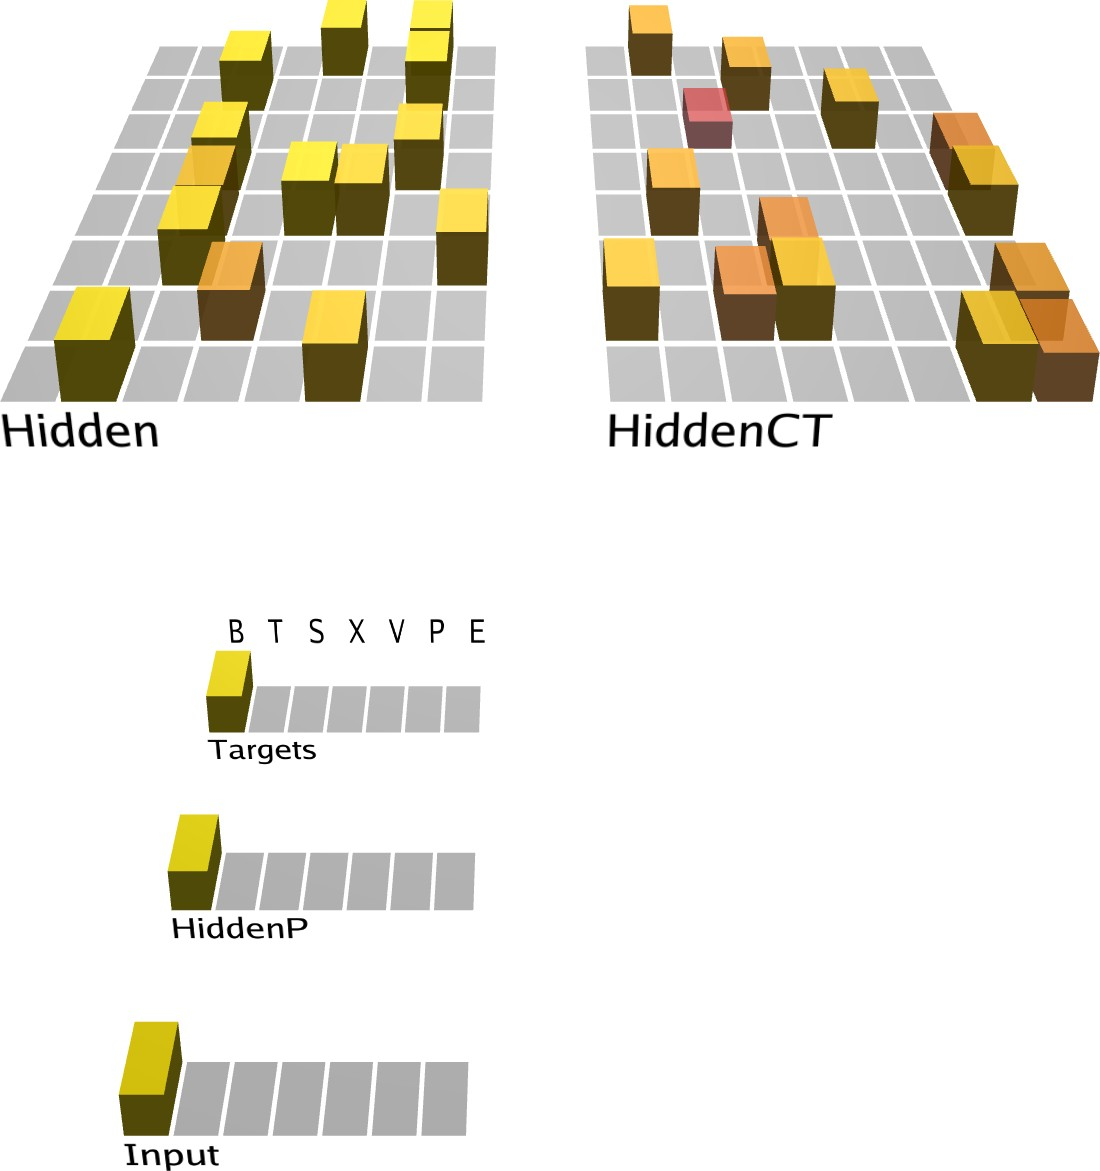 Hidden
HiddenCT
B T S X V P E
Targets
HiddenP
Input